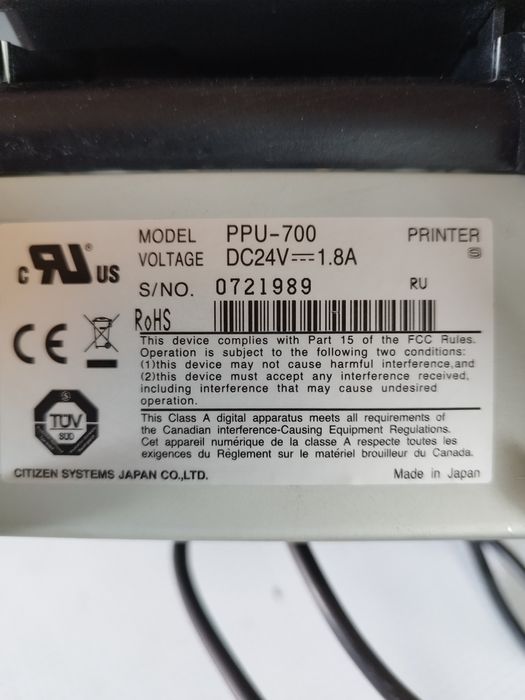 MODEL PPU-700 PRINTER
VOLTAGE DC24V⎓1.8A S
S/NO. 0721989 RU
c RU ® US
CE
RoHS
This device complies with Part 15 of the FCC Rules.
Operation is subject to the following two conditions:
(1)this device may not cause harmful interference,and
(2)this device must accept any interference received,
including interference that may cause undesired
operation.
TÜV
SÜD
This Class A digital apparatus meets all requirements of
the Canadian interference-Causing Equipment Regulations.
Cet appareil numérique de la classe A respecte toutes les
exigences du Règlement sur le matériel brouilleur du Canada.
CITIZEN SYSTEMS JAPAN CO.,LTD. Made in Japan